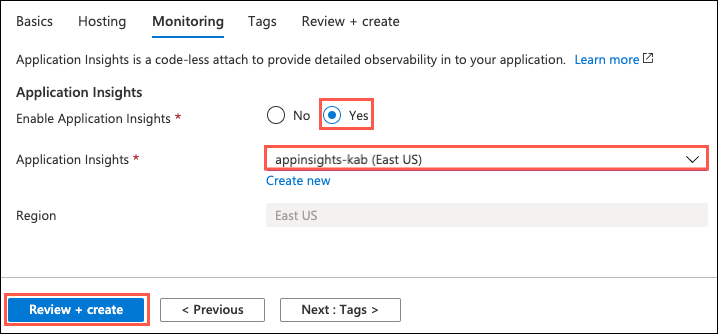 Basics Hosting Monitoring Tags Review + create
Application Insights is a code-less attach to provide detailed observability in to your application. Learn more
Application Insights
Enable Application Insights * No Yes
Application Insights * appinsights-kab (East US)
Create new
Region East US
Review + create < Previous Next : Tags >